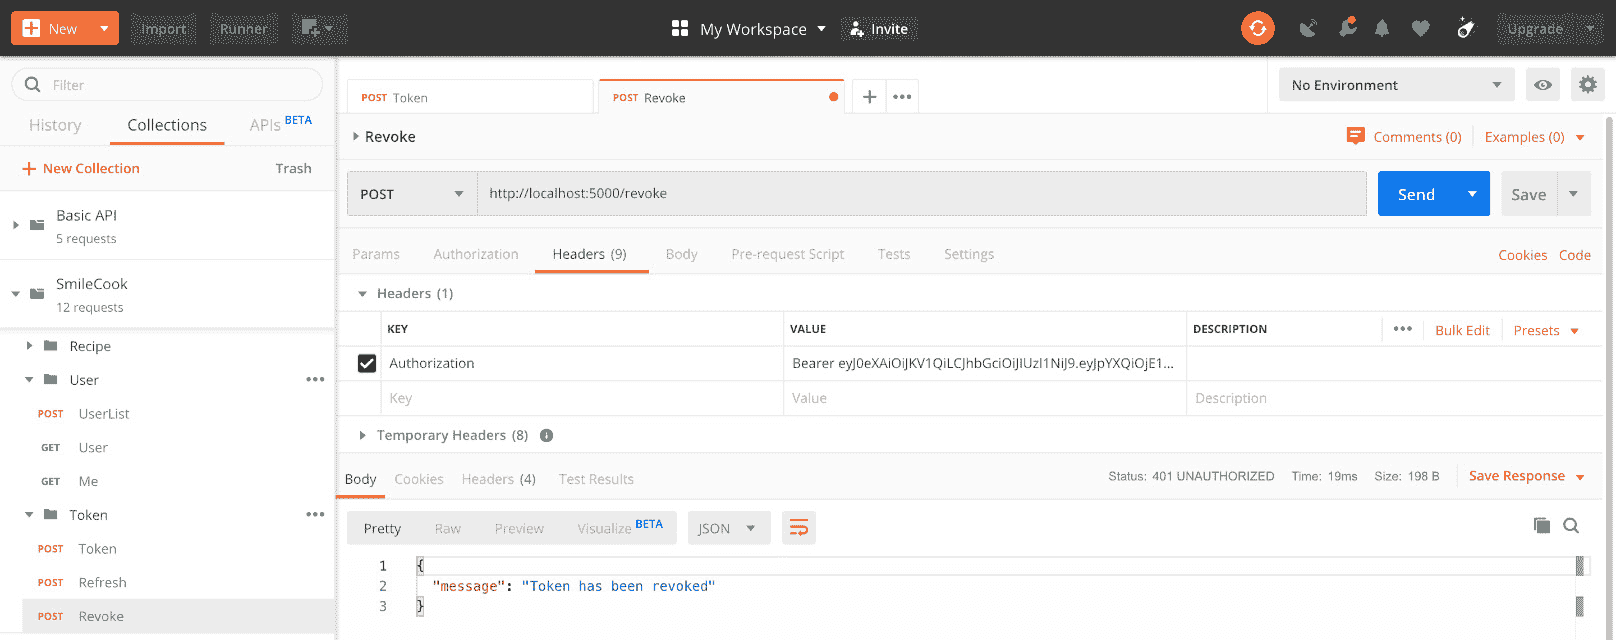 New Import Runner My Workspace Invite Upgrade
Filter
History Collections APIs BETA
New Collection Trash
Basic API
5 requests
SmileCook
12 requests
Recipe
User
POST UserList
GET User
GET Me
Token
POST Token
POST Refresh
POST Revoke
POST Token POST Revoke No Environment
Revoke Comments (0) Examples (0)
POST http://localhost:5000/revoke Send Save
Params Authorization Headers (9) Body Pre-request Script Tests Settings Cookies Code
Headers (1)
KEY VALUE DESCRIPTION Bulk Edit Presets
Authorization Bearer eyJ0eXAiOiJKV1QiLCJhbGciOiJIUzI1NiJ9.eyJpYXQiOjE1...
Key Value Description
Temporary Headers (8)
Body Cookies Headers (4) Test Results Status: 401 UNAUTHORIZED Time: 19ms Size: 198 B Save Response
Pretty Raw Preview Visualize BETA JSON
1 {
2 "message": "Token has been revoked"
3 }